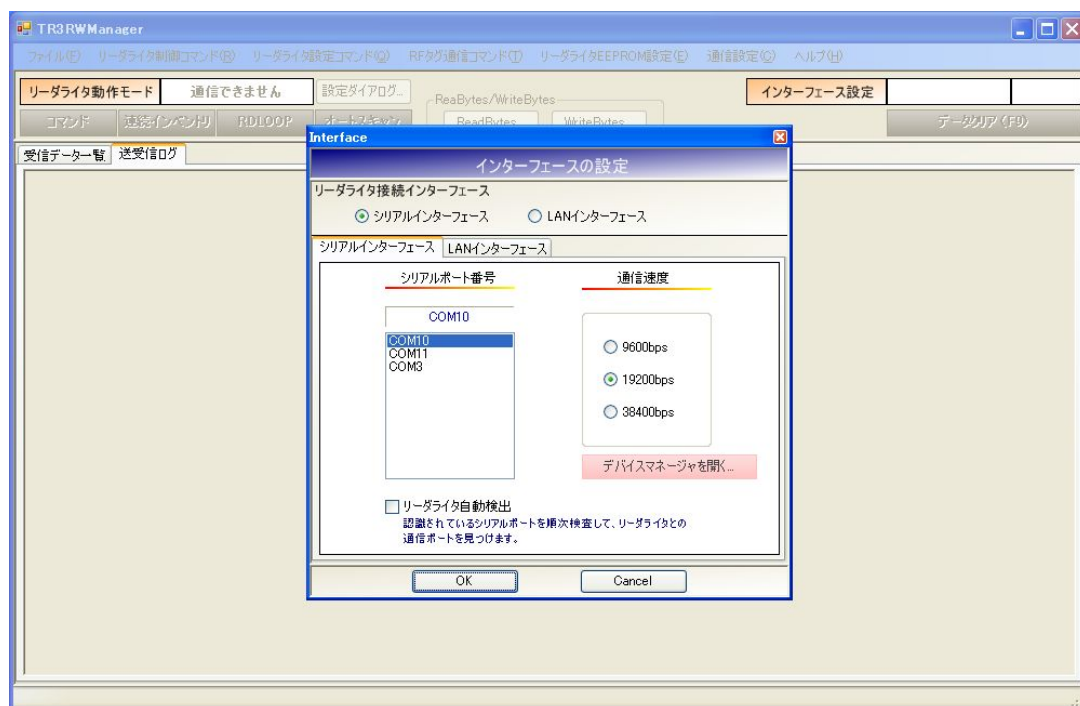 TR3RWManager
ファイル(F) リーダライタ制御コマンド(R) リーダライタ設定コマンド(Q) RFタグ通信コマンド(T) リーダライタEEPROM設定(E) 通信設定(C) ヘルプ(H)
リーダライタ動作モード 通信できません 設定ダイアログ... ReaBytes/WriteBytes インターフェース設定
コマンド 連続インベントリ RDLOOP オートスキャン ReadBytes WriteBytes データクリア(F9)
受信データ一覧 送受信ログ
Interface
インターフェースの設定
リーダライタ接続インターフェース
シリアルインターフェース LANインターフェース
シリアルインターフェース LANインターフェース
シリアルポート番号 通信速度
COM10
COM10
COM11
COM3
9600bps
19200bps
38400bps
デバイスマネージャを開く...
リーダライタ自動検出
認識されているシリアルポートを順次検査して、リーダライタとの
通信ポートを見つけます。
OK Cancel